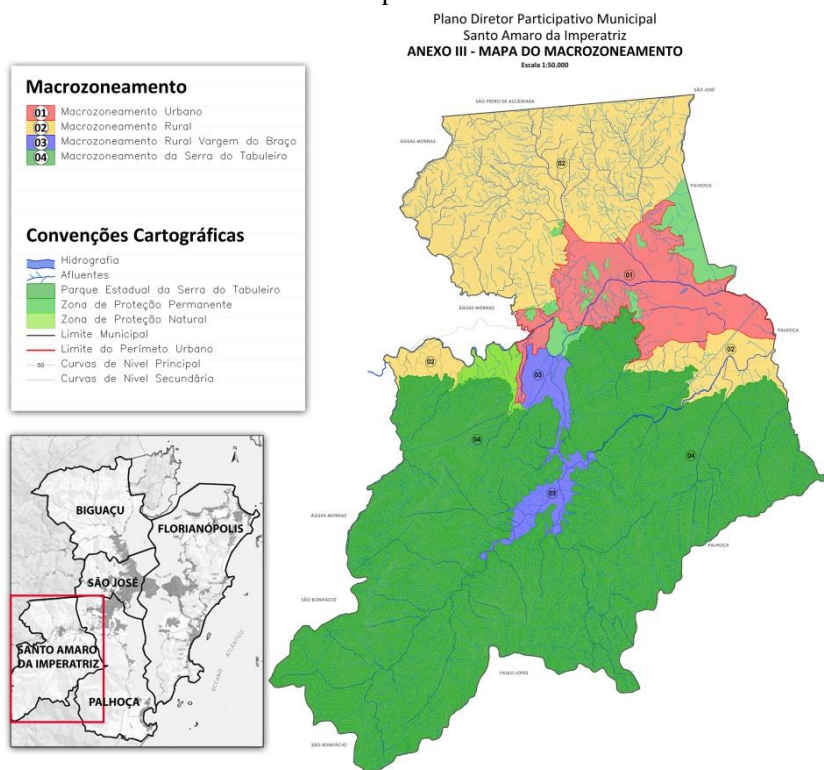 Plano Diretor Participativo Municipal
Santo Amaro da Imperatriz
ANEXO III - MAPA DO MACROZONEAMENTO
Escala 1:50.000
Macrozoneamento
01 Macrozoneamento Urbano
02 Macrozoneamento Rural
03 Macrozoneamento Rural Vargem do Braço
04 Macrozoneamento da Serra do Tabuleiro
Convenções Cartográficas
Hidrografia
Afluentes
Parque Estadual da Serra do Tabuleiro
Zona de Proteção Permanente
Zona de Proteção Natural
Limite Municipal
Limite do Perímeto Urbano
50 Curvas de Nivel Principal
Curvas de Nivel Secundária
SÃO JOSÉ
SÃO PEDRO DE ALCÂNTARA
ÁGUAS MORNAS
02
PALHOÇA
01
ÁGUAS MORNAS
PALHOÇA
02
02
03
04
04
03
ÁGUAS MORNAS
PALHOÇA
SÃO BONIFÁCIO
PAULO LOPES
SÃO BONIFÁCIO
N
BIGUAÇU
FLORIANÓPOLIS
SÃO JOSÉ
SANTO AMARO
DA IMPERATRIZ
PALHOÇA
OCEANO ATLÂNTICO